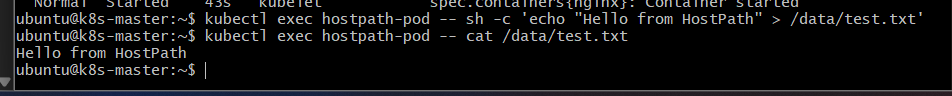 Normal  Started    43s   kubelet            spec.containers{nginx}: Container started
ubuntu@k8s-master:~$ kubectl exec hostpath-pod -- sh -c 'echo "Hello from HostPath" > /data/test.txt'
ubuntu@k8s-master:~$ kubectl exec hostpath-pod -- cat /data/test.txt
Hello from HostPath
ubuntu@k8s-master:~$